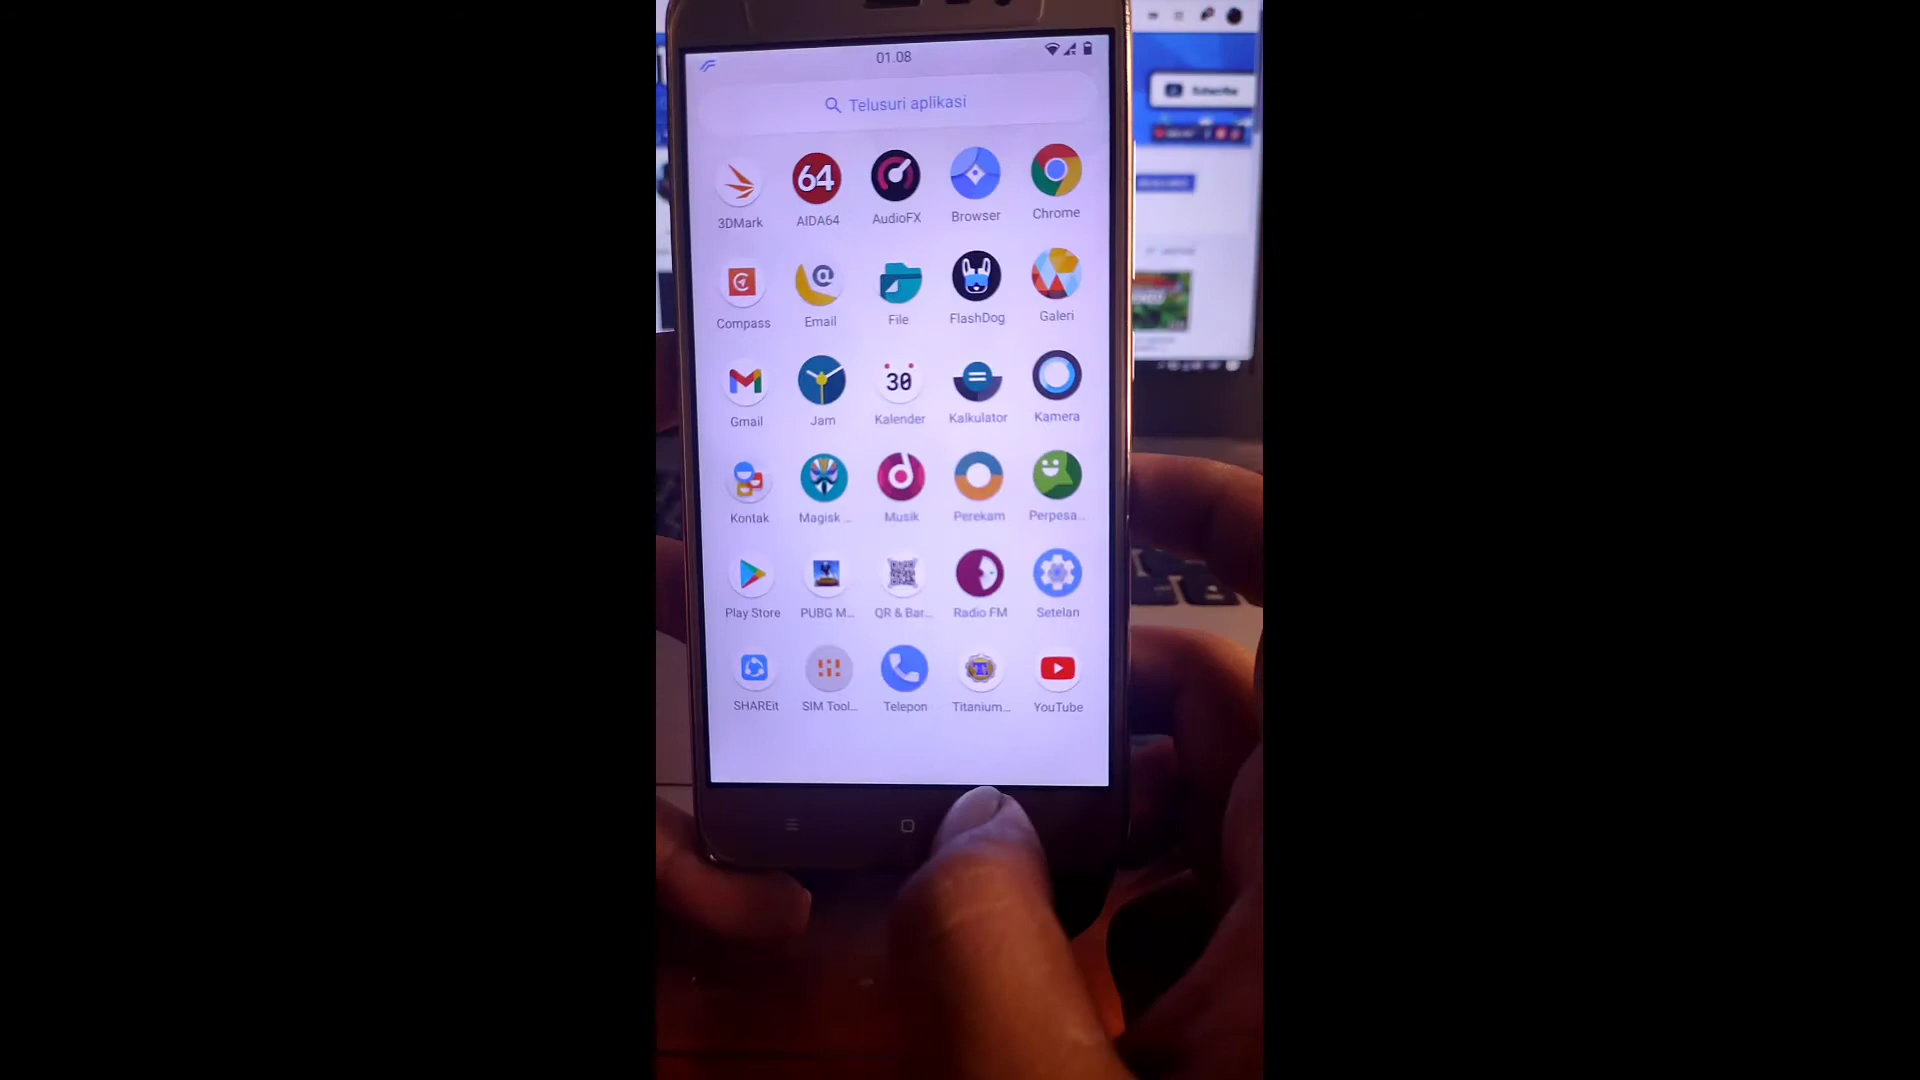 01.08
Telusuri aplikasi
3DMark AIDA64 AudioFX Browser Chrome
64
Compass Email File FlashDog Galeri
30
Gmail Jam Kalender Kalkulator Kamera
Kontak Magisk ... Musik Perekam Perpesa...
Play Store PUBG M... QR & Bar... Radio FM Setelan
SHAREit SIM Tool... Telepon Titanium... YouTube
Subscribe